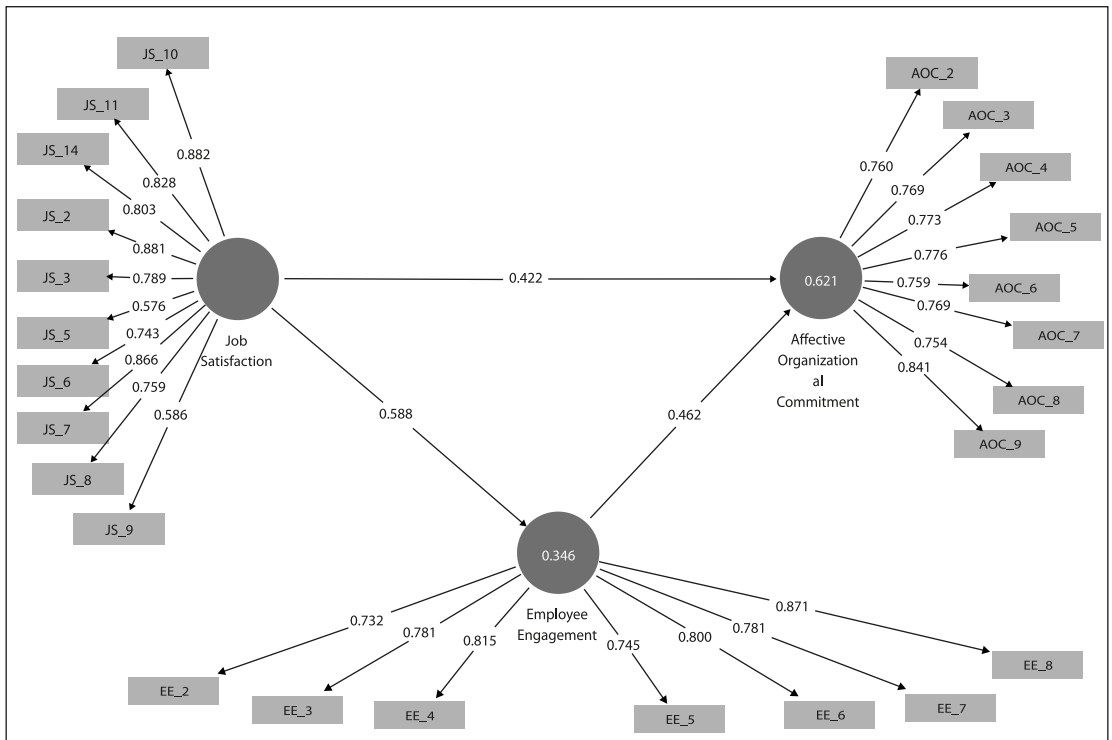 JS_10
JS_11
JS_14
JS_2
JS_3
JS_5
JS_6
JS_7
JS_8
JS_9
0.882
0.828
0.803
0.881
0.789
0.576
0.743
0.866
0.759
0.586
Job
Satisfaction
0.422
0.588
0.462
0.621
Affective
Organization
al
Commitment
0.760
0.769
0.773
0.776
0.759
0.769
0.754
0.841
AOC_2
AOC_3
AOC_4
AOC_5
AOC_6
AOC_7
AOC_8
AOC_9
0.346
Employee
Engagement
0.732
0.781
0.815
0.745
0.800
0.781
0.871
EE_2
EE_3
EE_4
EE_5
EE_6
EE_7
EE_8